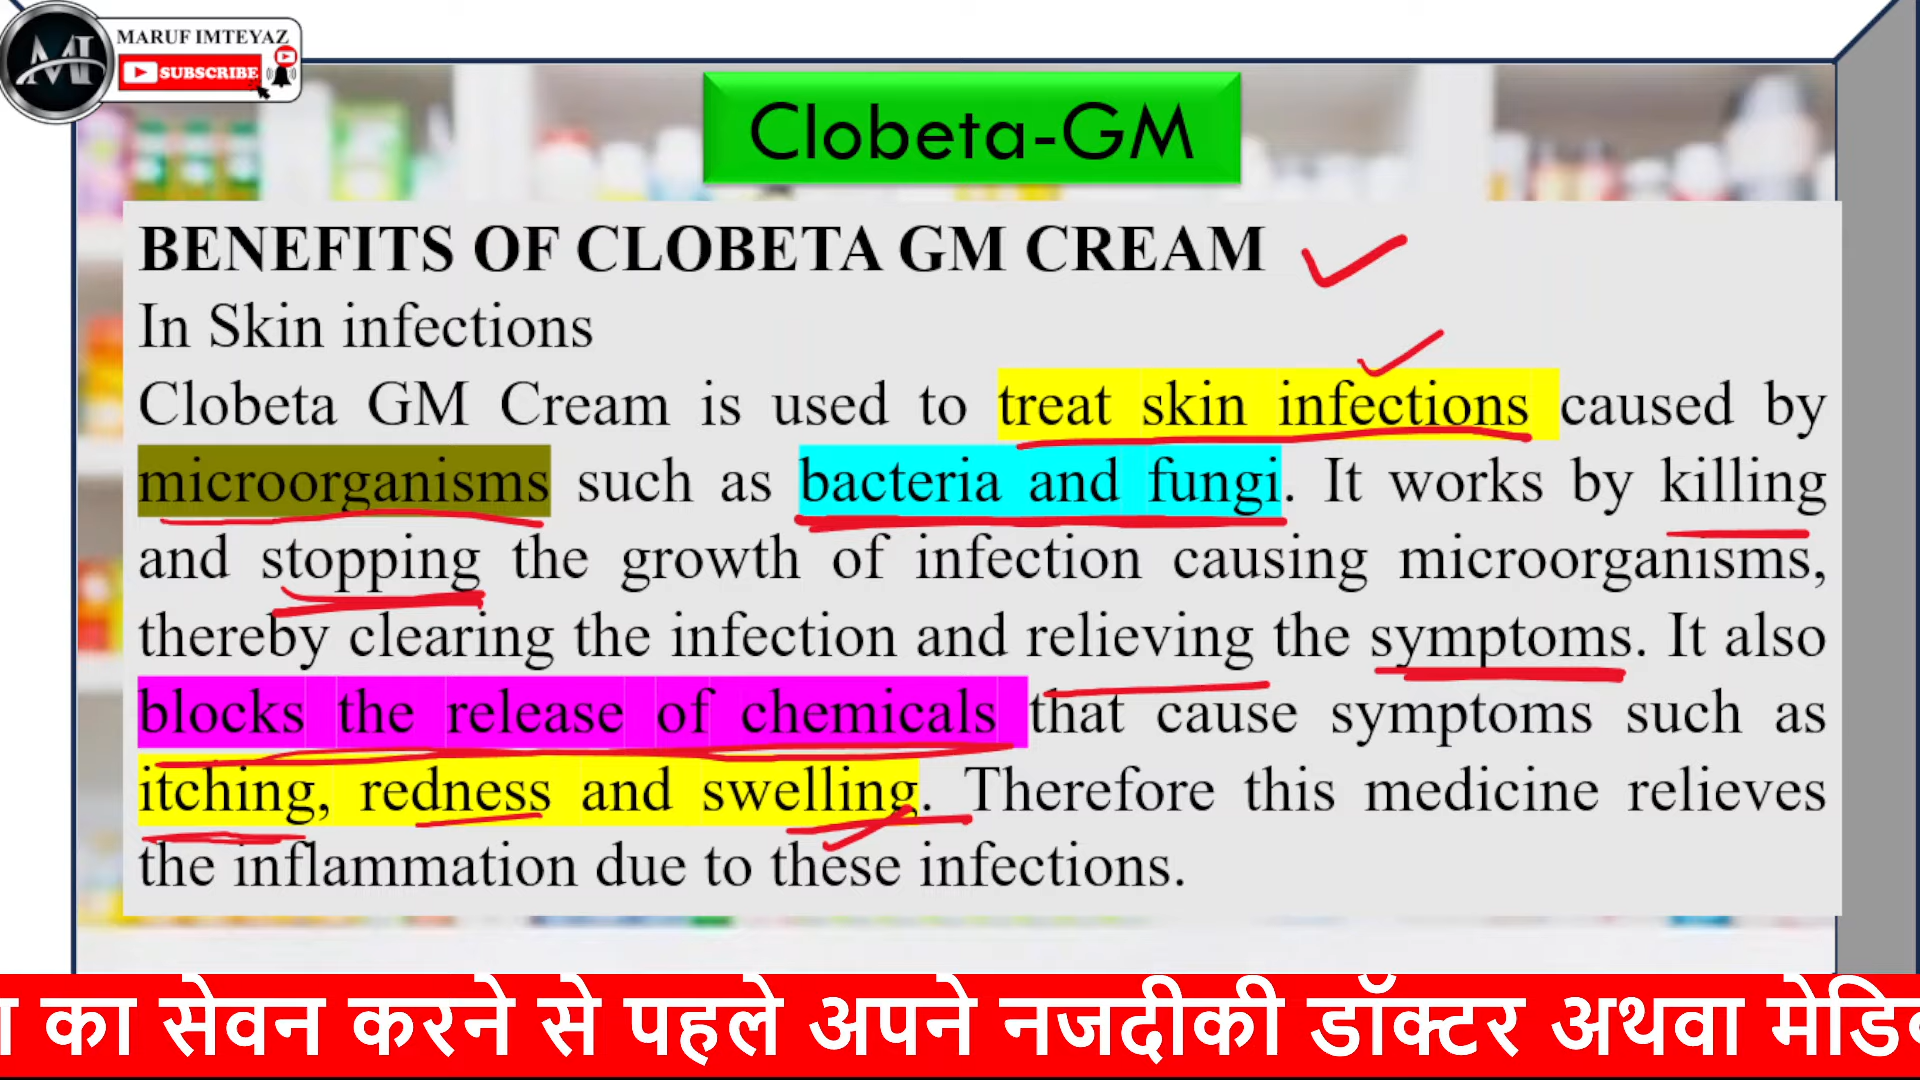 MARUF IMTEYAZ
SUBSCRIBE
Clobeta-GM
BENEFITS OF CLOBETA GM CREAM
In Skin infections
Clobeta GM Cream is used to treat skin infections caused by
microorganisms such as bacteria and fungi. It works by killing
and stopping the growth of infection causing microorganisms,
thereby clearing the infection and relieving the symptoms. It also
blocks the release of chemicals that cause symptoms such as
itching, redness and swelling. Therefore this medicine relieves
the inflammation due to these infections.
का सेवन करने से पहले अपने नजदीकी डॉक्टर अथवा